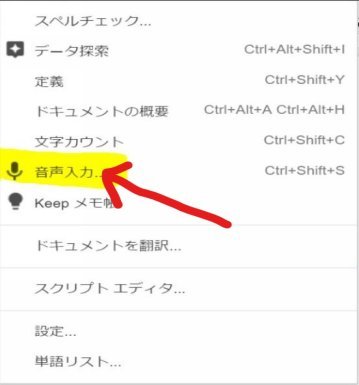 スペルチェック...
データ探索 Ctrl+Alt+Shift+I
定義 Ctrl+Shift+Y
ドキュメントの概要 Ctrl+Alt+A Ctrl+Alt+H
文字カウント Ctrl+Shift+C
音声入力... Ctrl+Shift+S
Keep メモ帳
ドキュメントを翻訳...
スクリプト エディタ...
設定...
単語リスト...